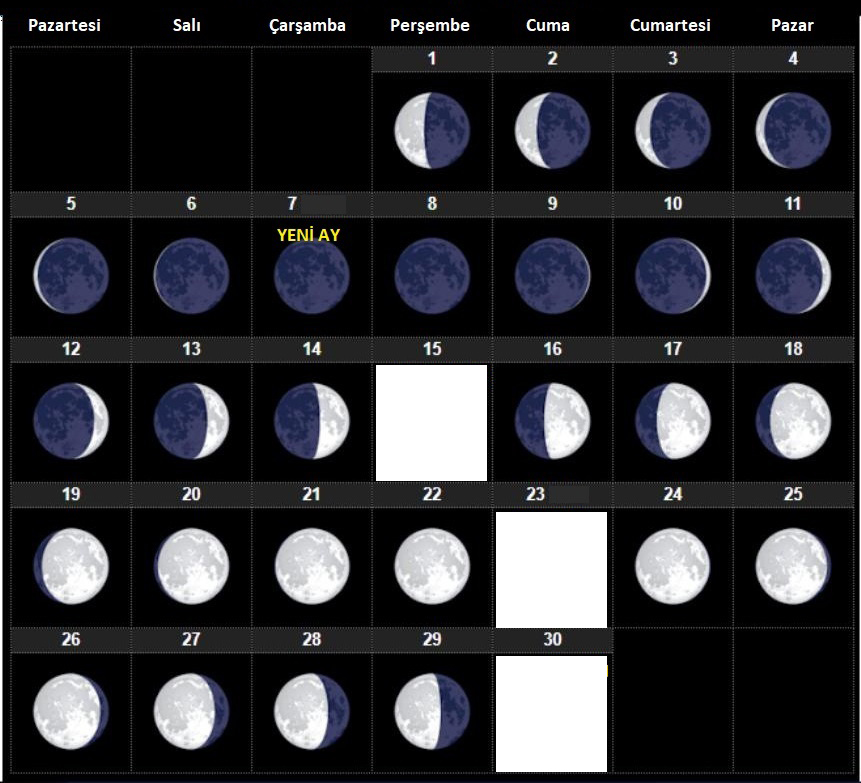 Pazartesi Salı Çarşamba Perşembe Cuma Cumartesi Pazar
1 2 3 4
5 6 7 8 9 10 11
YENİ AY
12 13 14 15 16 17 18
19 20 21 22 23 24 25
26 27 28 29 30